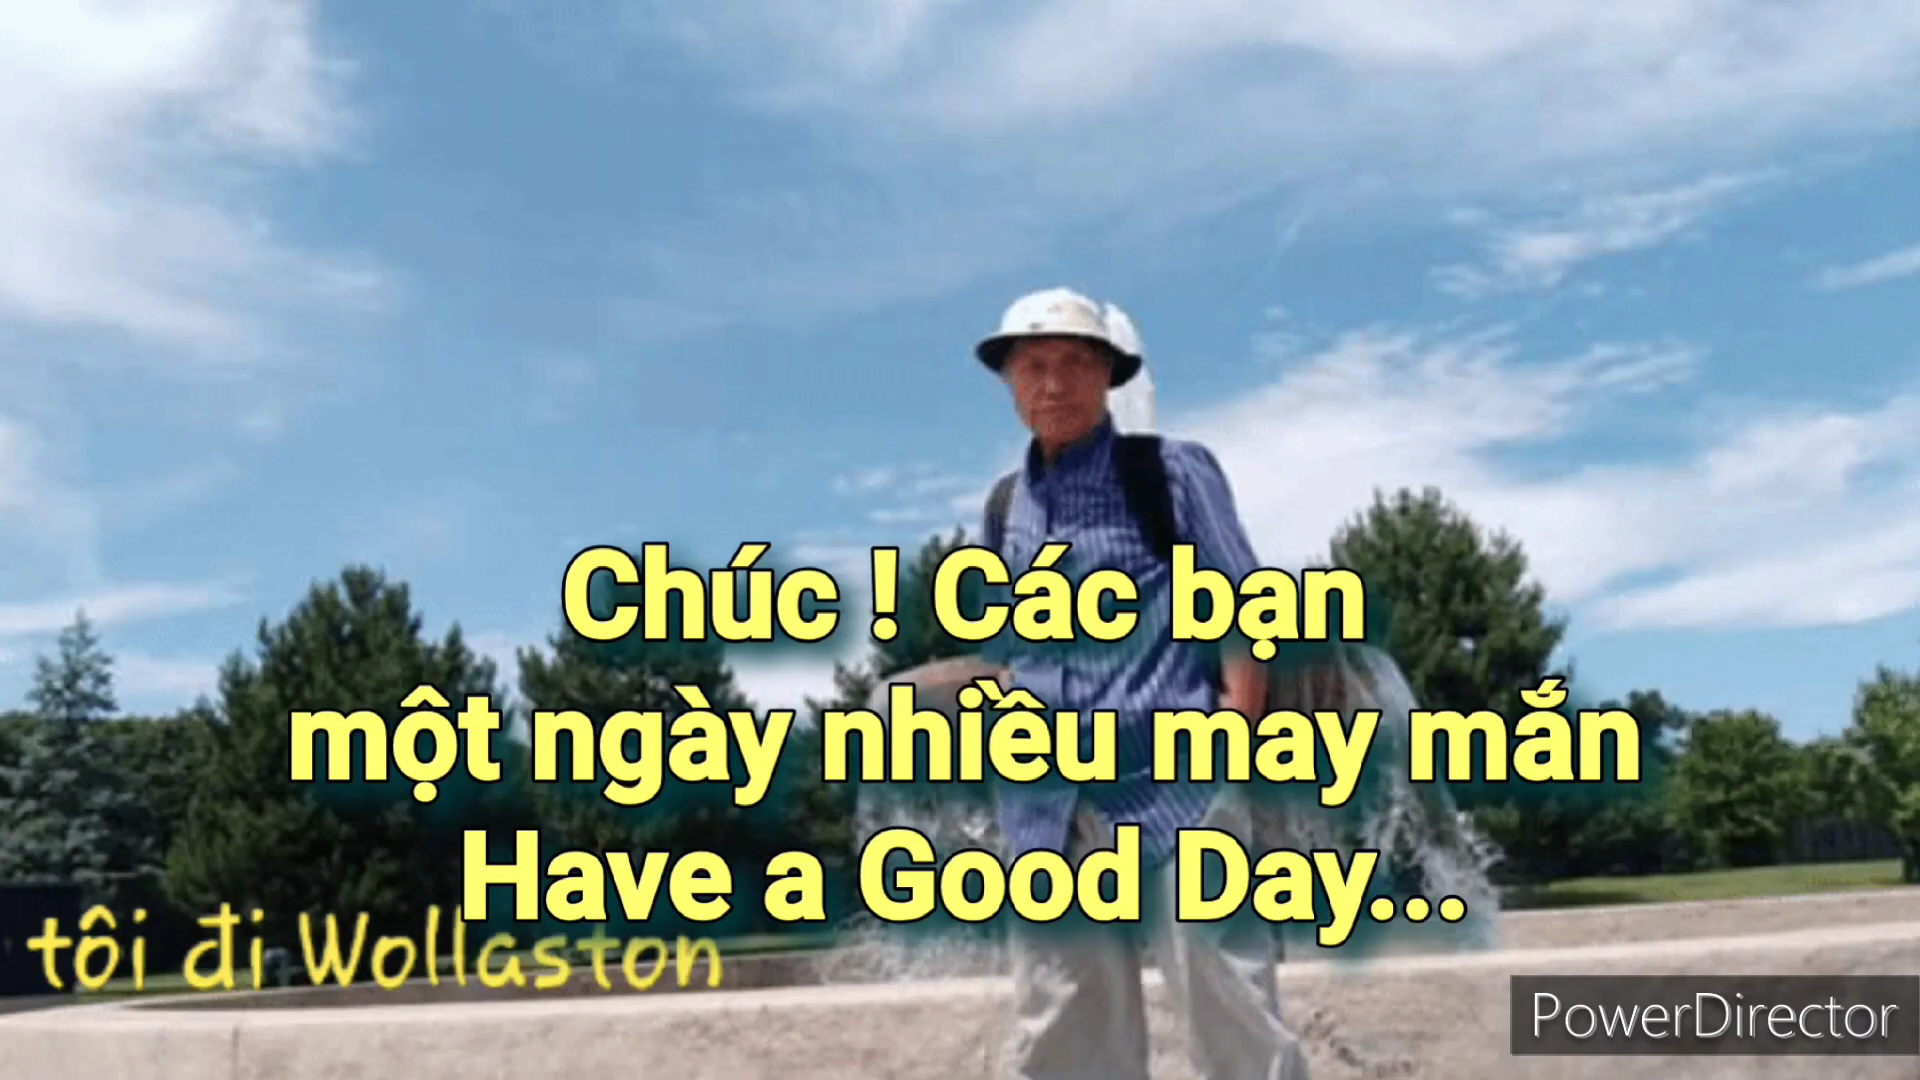 Chúc ! Các bạn
một ngày nhiều may mắn
Have a Good Day...
tôi đi Wollaston
PowerDirector